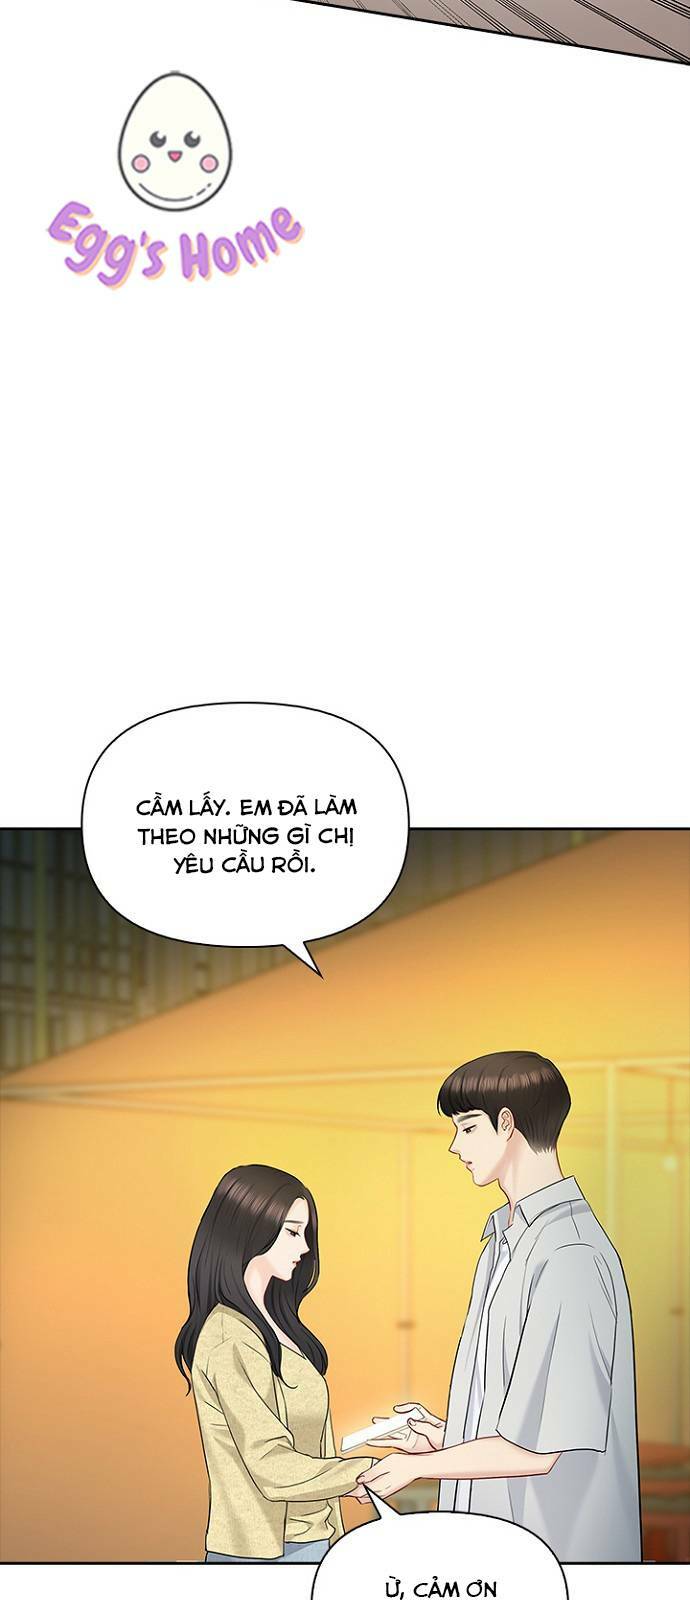 Egg's Home
CẦM LẤY. EM ĐÃ LÀM
THEO NHỮNG GÌ CHỊ
YÊU CẦU RỒI.
Ừ, CẢM ƠN